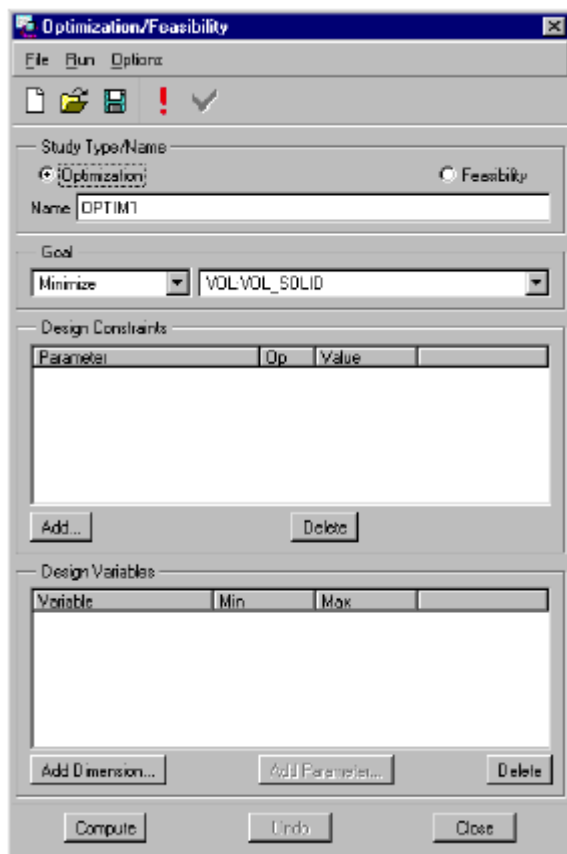 Optimization/Feasibility
File Run Options
Study Type/Name
Optimization Feasibility
Name OPTIM1
Goal
Minimize VOL:VOL_SOLID
Design Constraints
Parameter Op Value
Add... Delete
Design Variables
Variable Min Max
Add Dimension... Add Parameter... Delete
Compute Undo Close